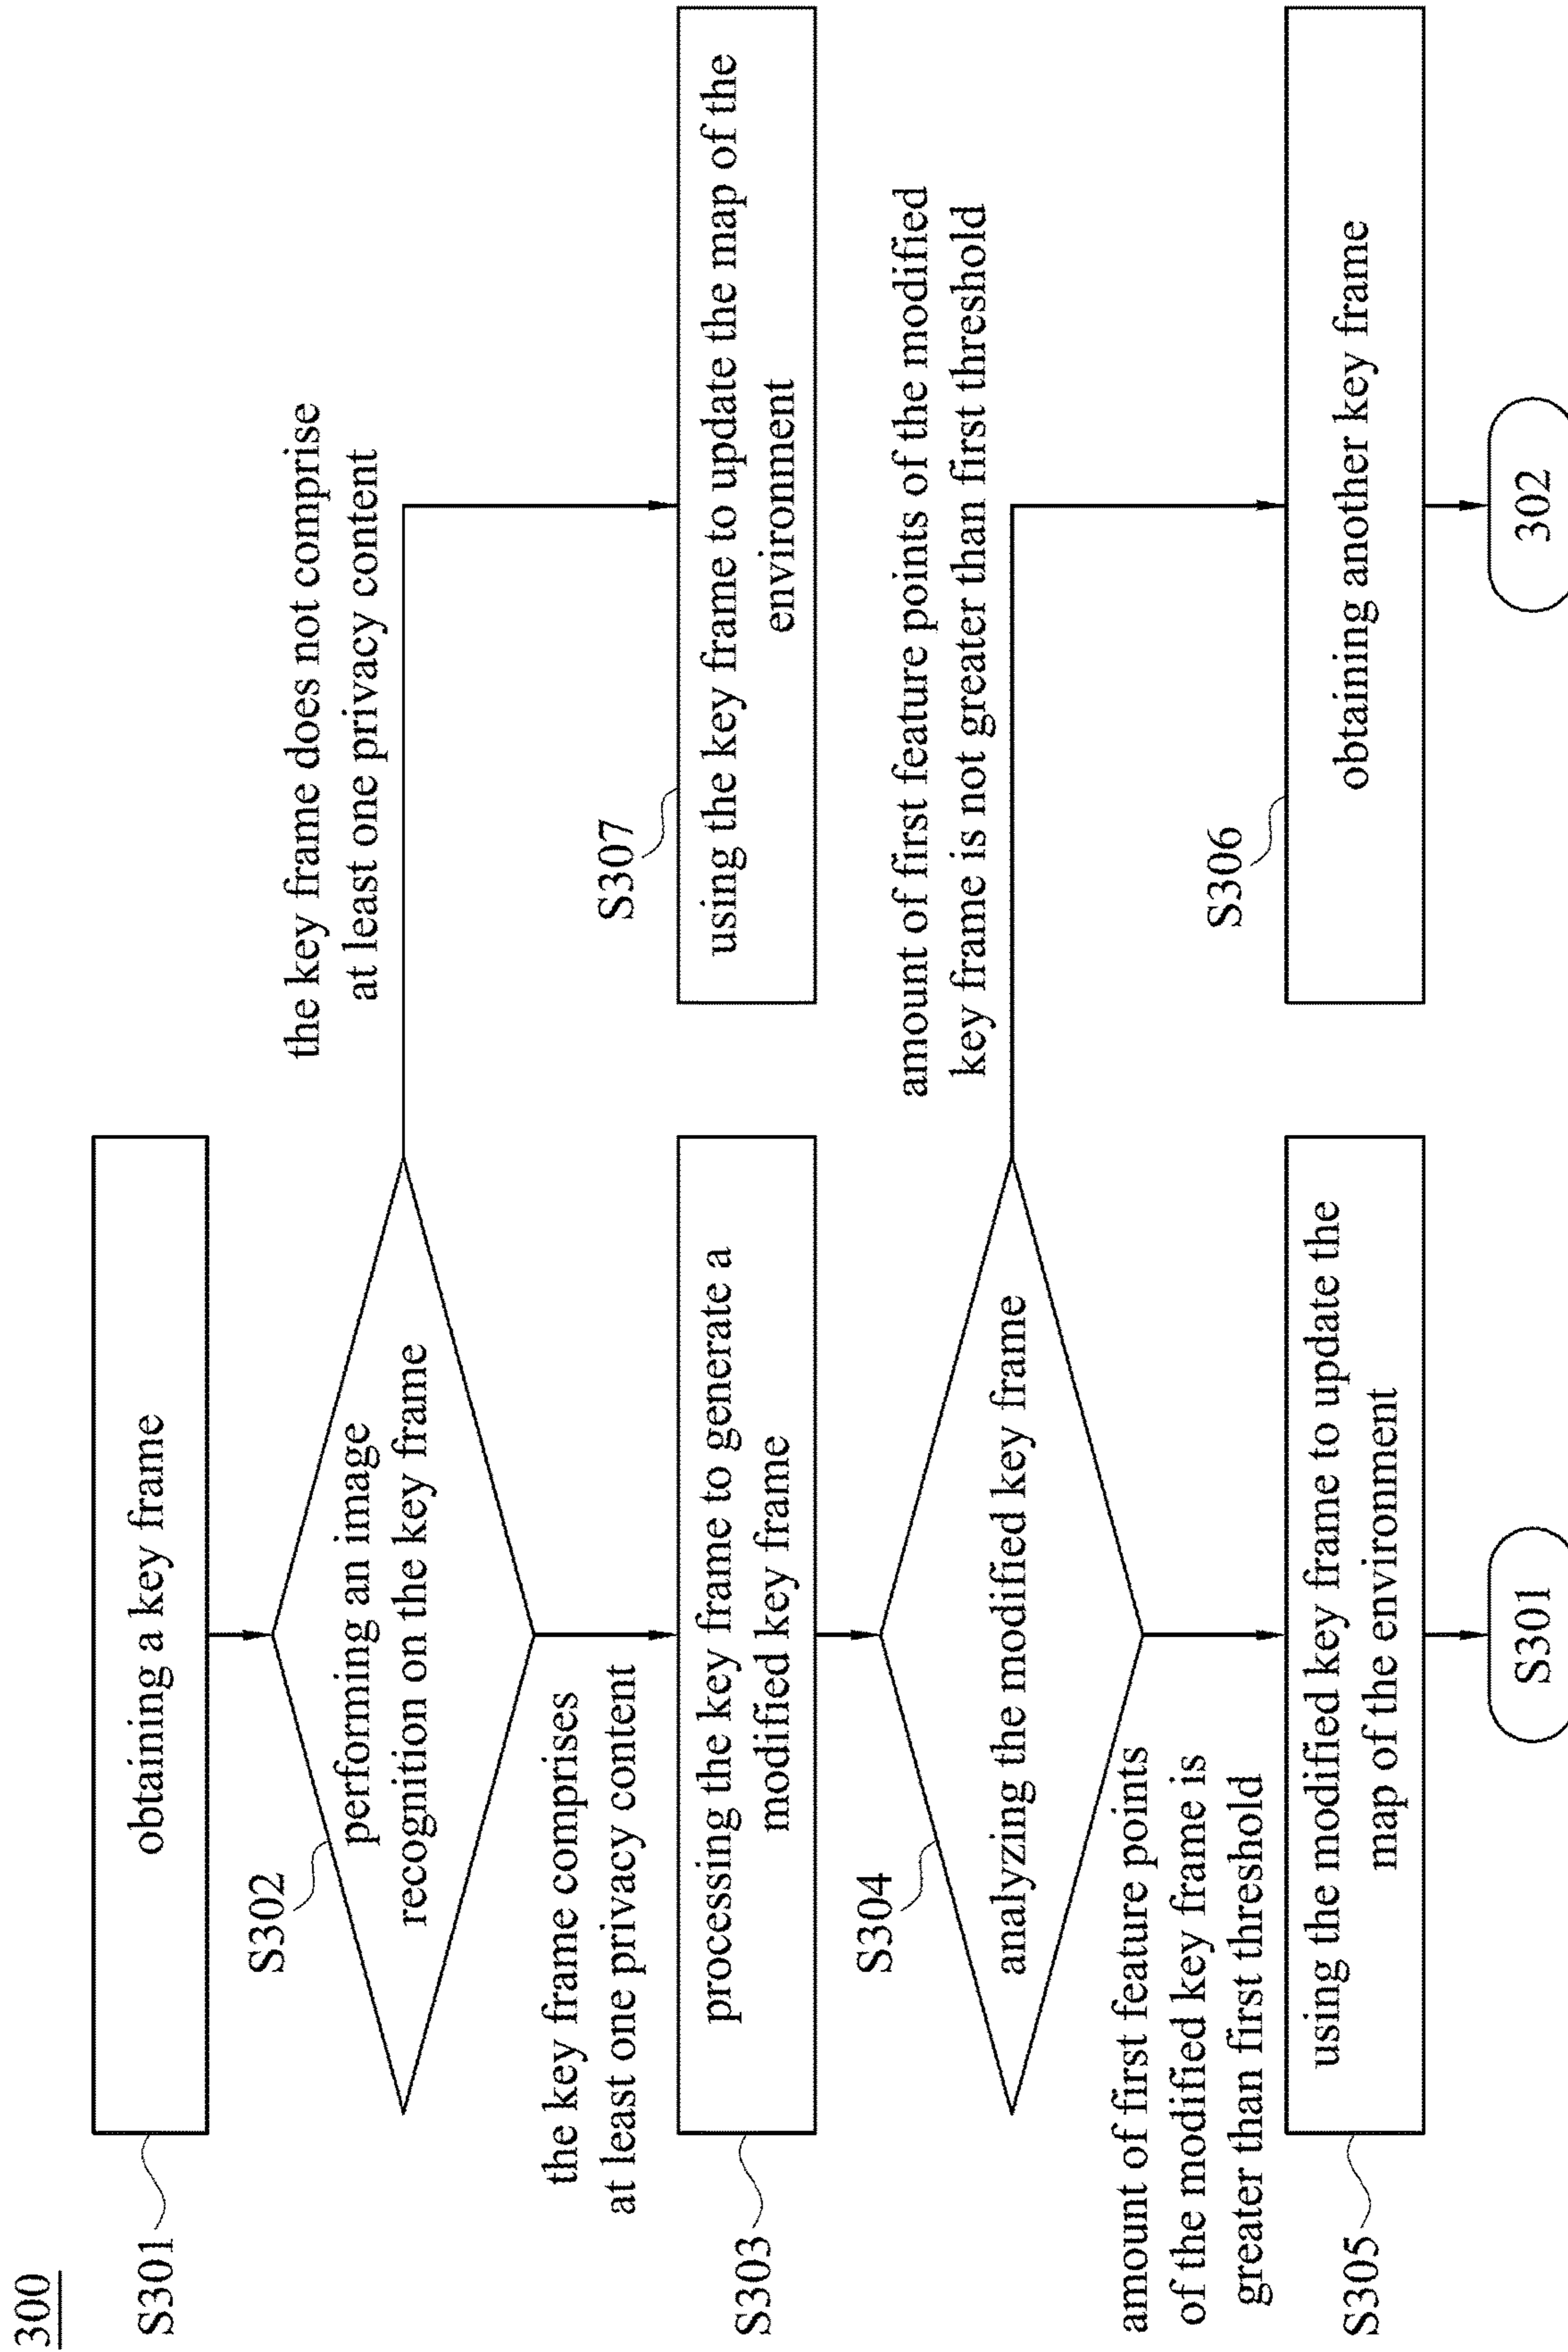 300
S301
obtaining a key frame
S302
performing an image
recognition on the key frame
the key frame does not comprise
at least one privacy content
the key frame comprises
at least one privacy content
S303
processing the key frame to generate a
modified key frame
S307
using the key frame to update the map of the
environment
S304
analyzing the modified key frame
amount of first feature points of the modified
key frame is not greater than first threshold
amount of first feature points
of the modified key frame is
greater than first threshold
S305
using the modified key frame to update the
map of the environment
S306
obtaining another key frame
S301
302